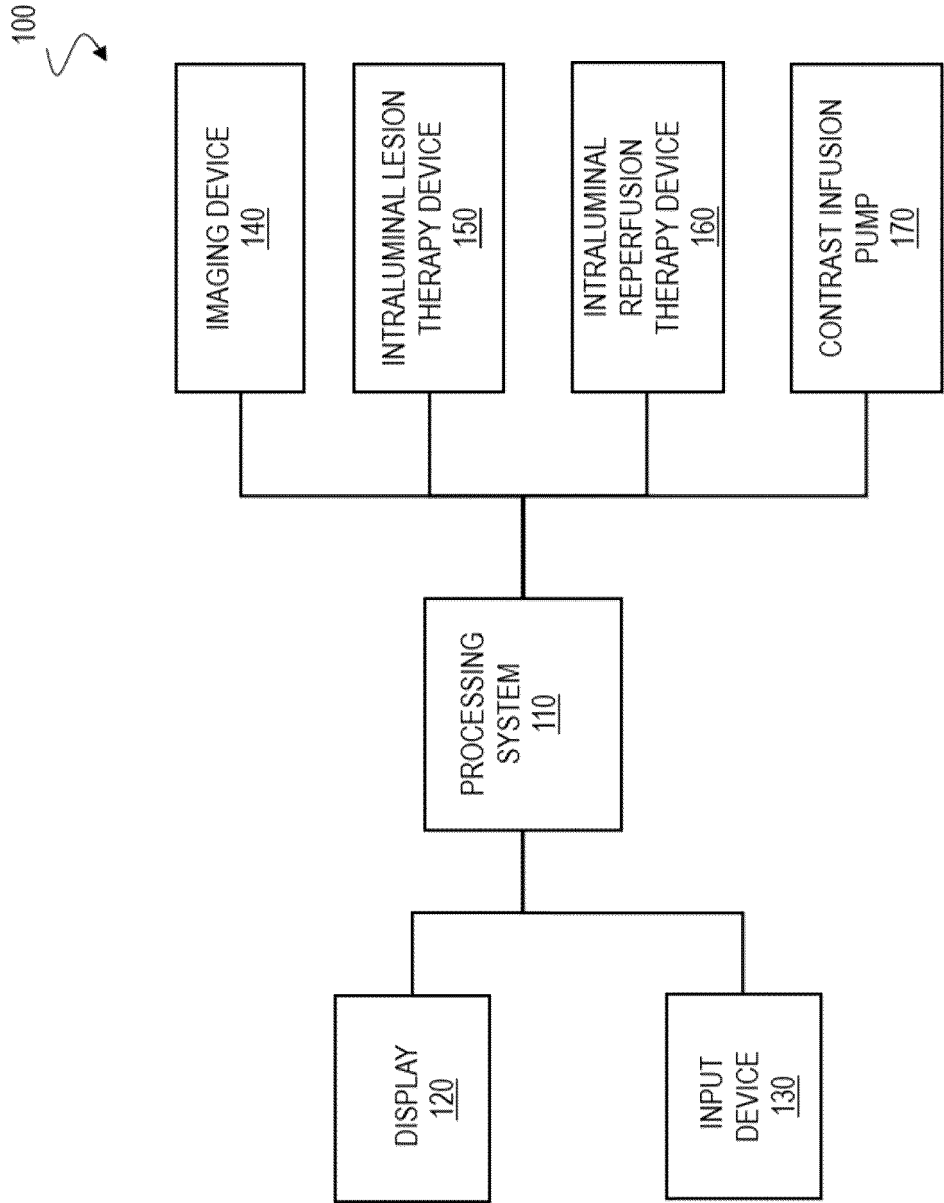 100
IMAGING DEVICE
140
INTRALUMINAL LESION
THERAPY DEVICE
150
INTRALUMINAL
REPERFUSION
THERAPY DEVICE
160
CONTRAST INFUSION
PUMP
170
PROCESSING
SYSTEM
110
DISPLAY
120
INPUT
DEVICE
130